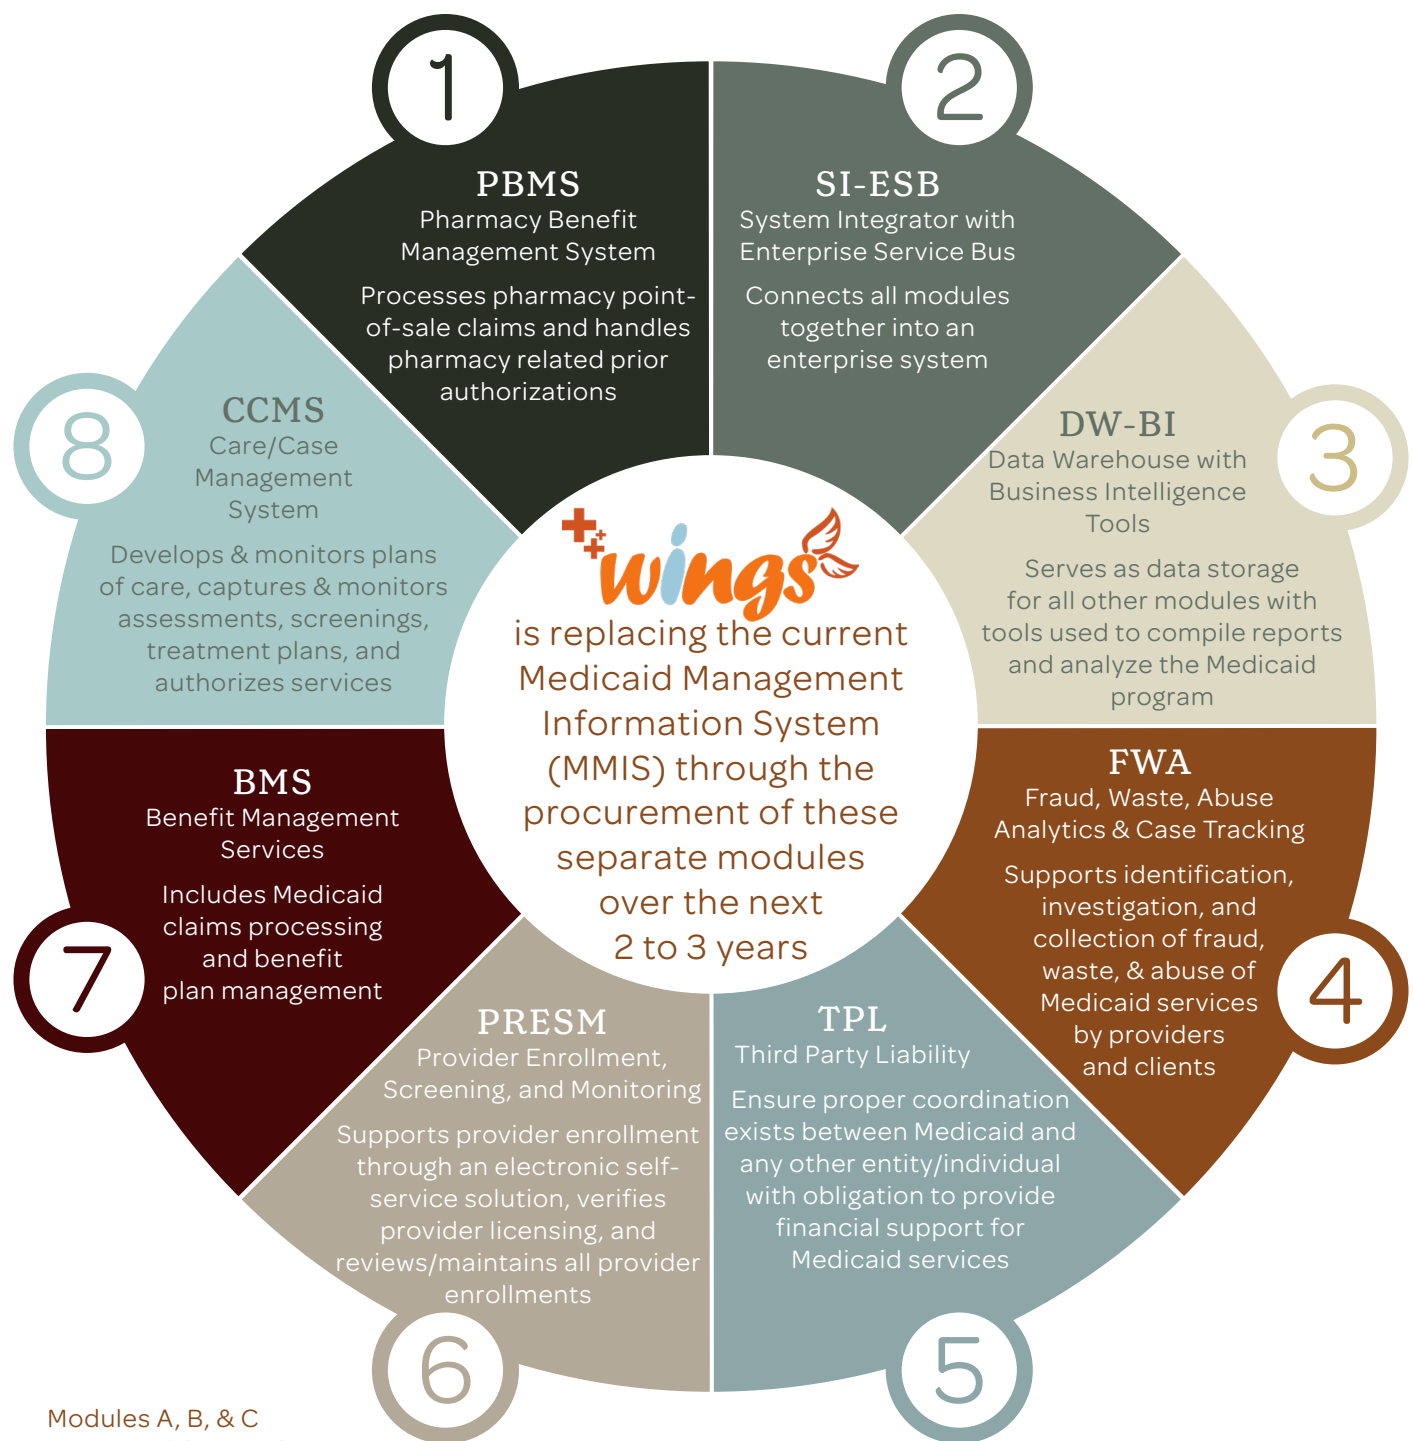 1
PBMS
Pharmacy Benefit
Management System
Processes pharmacy point-
of-sale claims and handles
pharmacy related prior
authorizations
2
SI-ESB
System Integrator with
Enterprise Service Bus
Connects all modules
together into an
enterprise system
3
DW-BI
Data Warehouse with
Business Intelligence
Tools
Serves as data storage
for all other modules with
tools used to compile reports
and analyze the Medicaid
program
4
FWA
Fraud, Waste, Abuse
Analytics & Case Tracking
Supports identification,
investigation, and
collection of fraud,
waste, & abuse of
Medicaid services
by providers
and clients
5
TPL
Third Party Liability
Ensure proper coordination
exists between Medicaid and
any other entity/individual
with obligation to provide
financial support for
Medicaid services
6
PRESM
Provider Enrollment,
Screening, and Monitoring
Supports provider enrollment
through an electronic self-
service solution, verifies
provider licensing, and
reviews/maintains all provider
enrollments
7
BMS
Benefit Management
Services
Includes Medicaid
claims processing
and benefit
plan management
8
CCMS
Care/Case
Management
System
Develops & monitors plans
of care, captures & monitors
assessments, screenings,
treatment plans, and
authorizes services
wings
is replacing the current
Medicaid Management
Information System
(MMIS) through the
procurement of these
separate modules
over the next
2 to 3 years
Modules A, B, & C